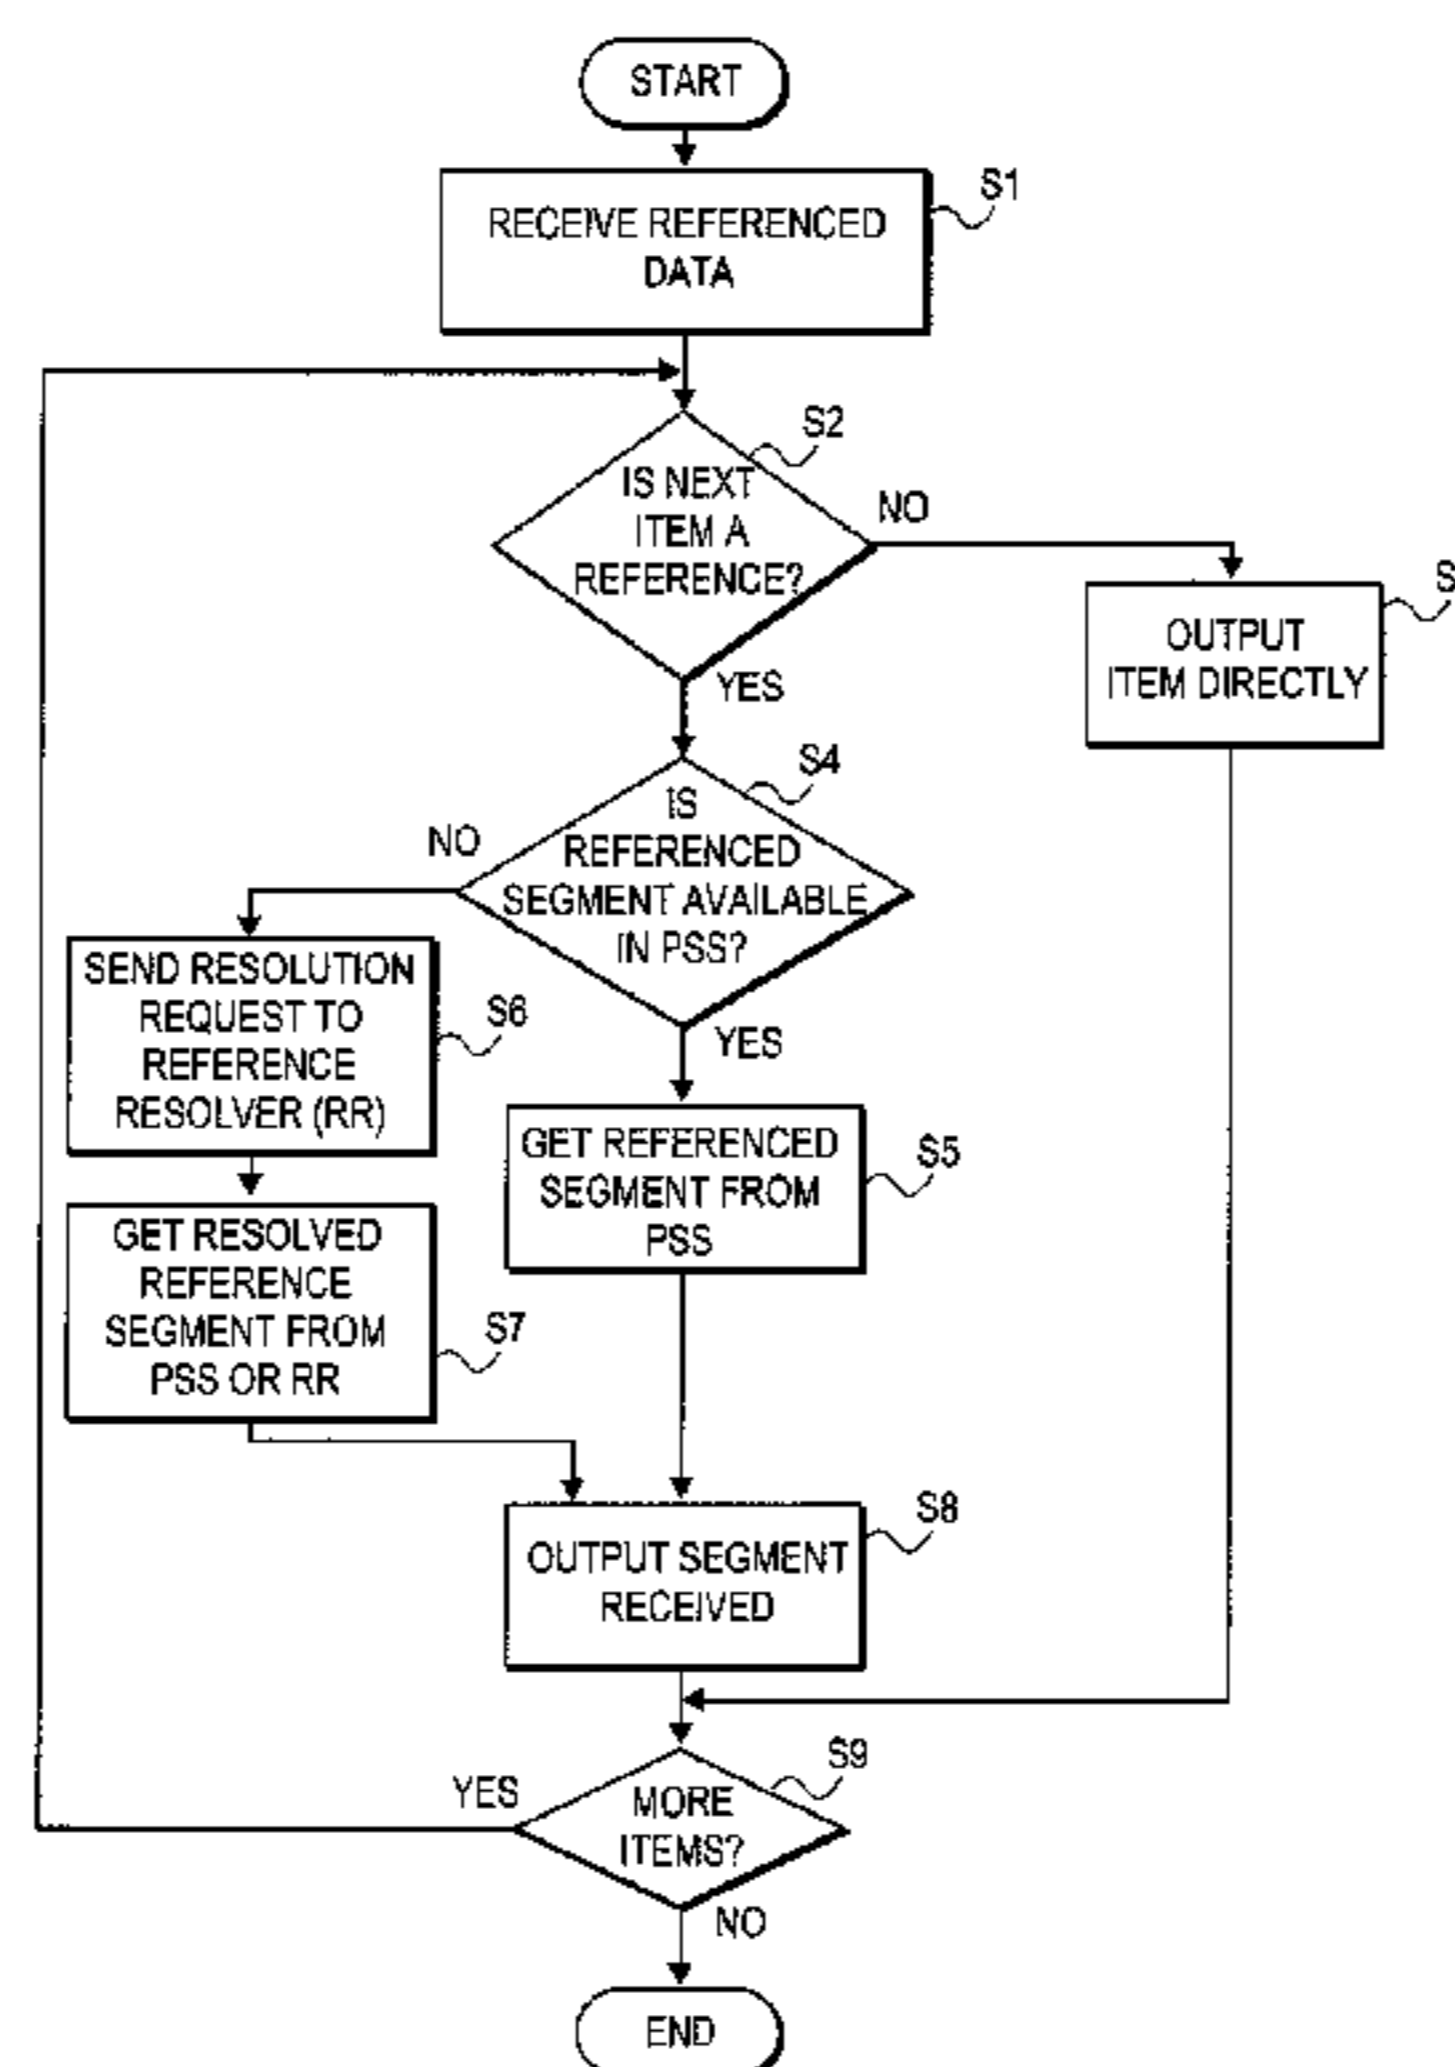 START
RECEIVE REFERENCED
DATA
S1
S2
IS NEXT
ITEM A
REFERENCE?
NO
S
OUTPUT
ITEM DIRECTLY
YES
S4
IS
REFERENCED
SEGMENT AVAILABLE
IN PSS?
NO
YES
SEND RESOLUTION
REQUEST TO
REFERENCE
RESOLVER (RR)
S6
GET REFERENCED
SEGMENT FROM
PSS
S5
GET RESOLVED
REFERENCE
SEGMENT FROM
PSS OR RR
S7
OUTPUT SEGMENT
RECEIVED
S8
S9
MORE
ITEMS?
YES
NO
END